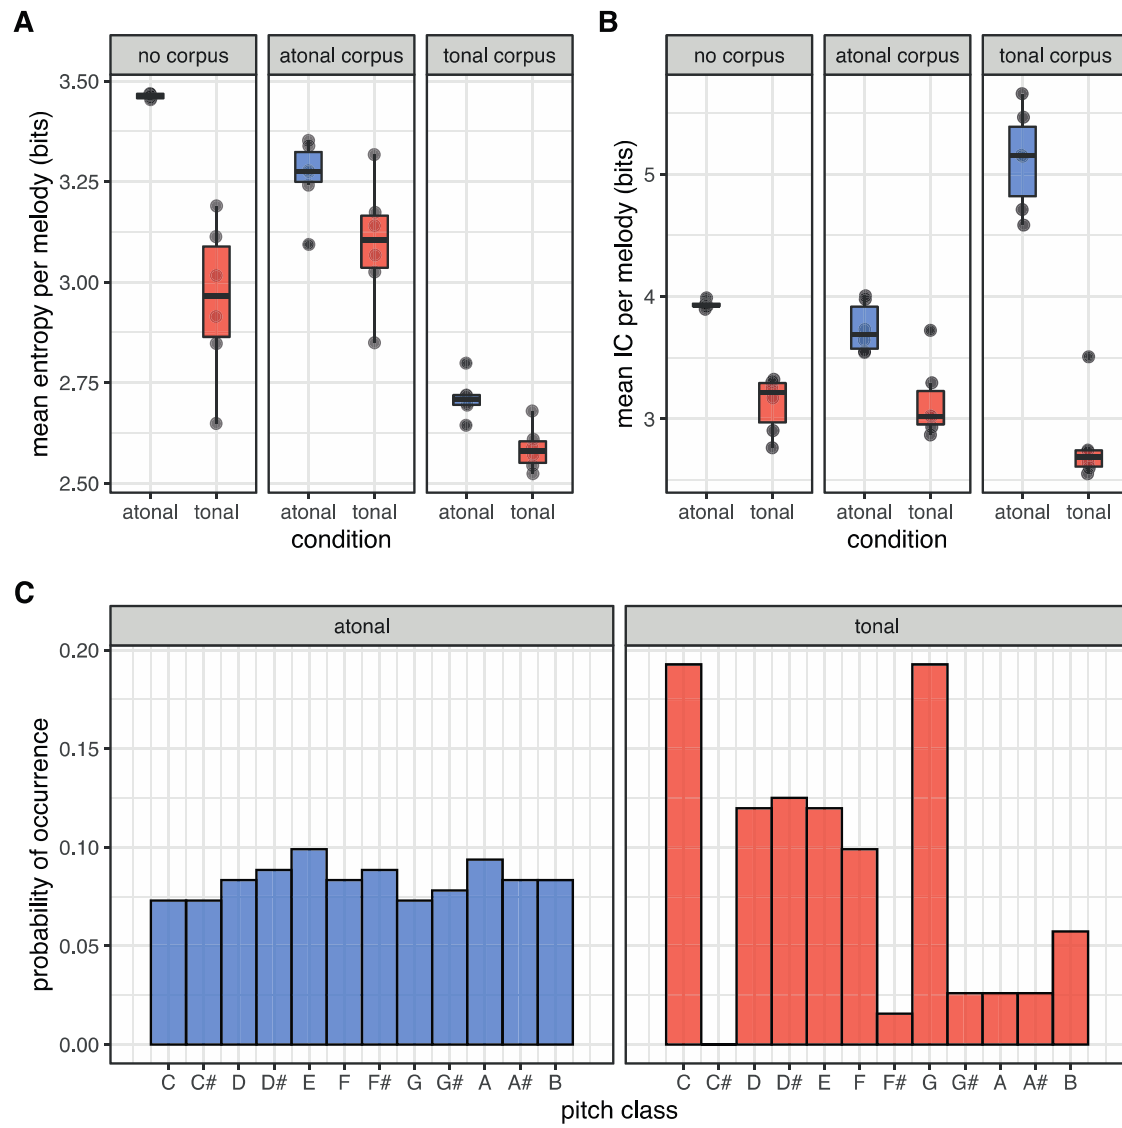 A
no corpus
atonal corpus
tonal corpus
mean entropy per melody (bits)
3.50
3.25
3.00
2.75
2.50
atonal tonal atonal tonal atonal tonal
condition
B
no corpus
atonal corpus
tonal corpus
mean IC per melody (bits)
5
4
3
atonal tonal atonal tonal atonal tonal
condition
C
atonal
tonal
probability of occurrence
0.20
0.15
0.10
0.05
0.00
C C# D D# E F F# G G# A A# B
C C# D D# E F F# G G# A A# B
pitch class